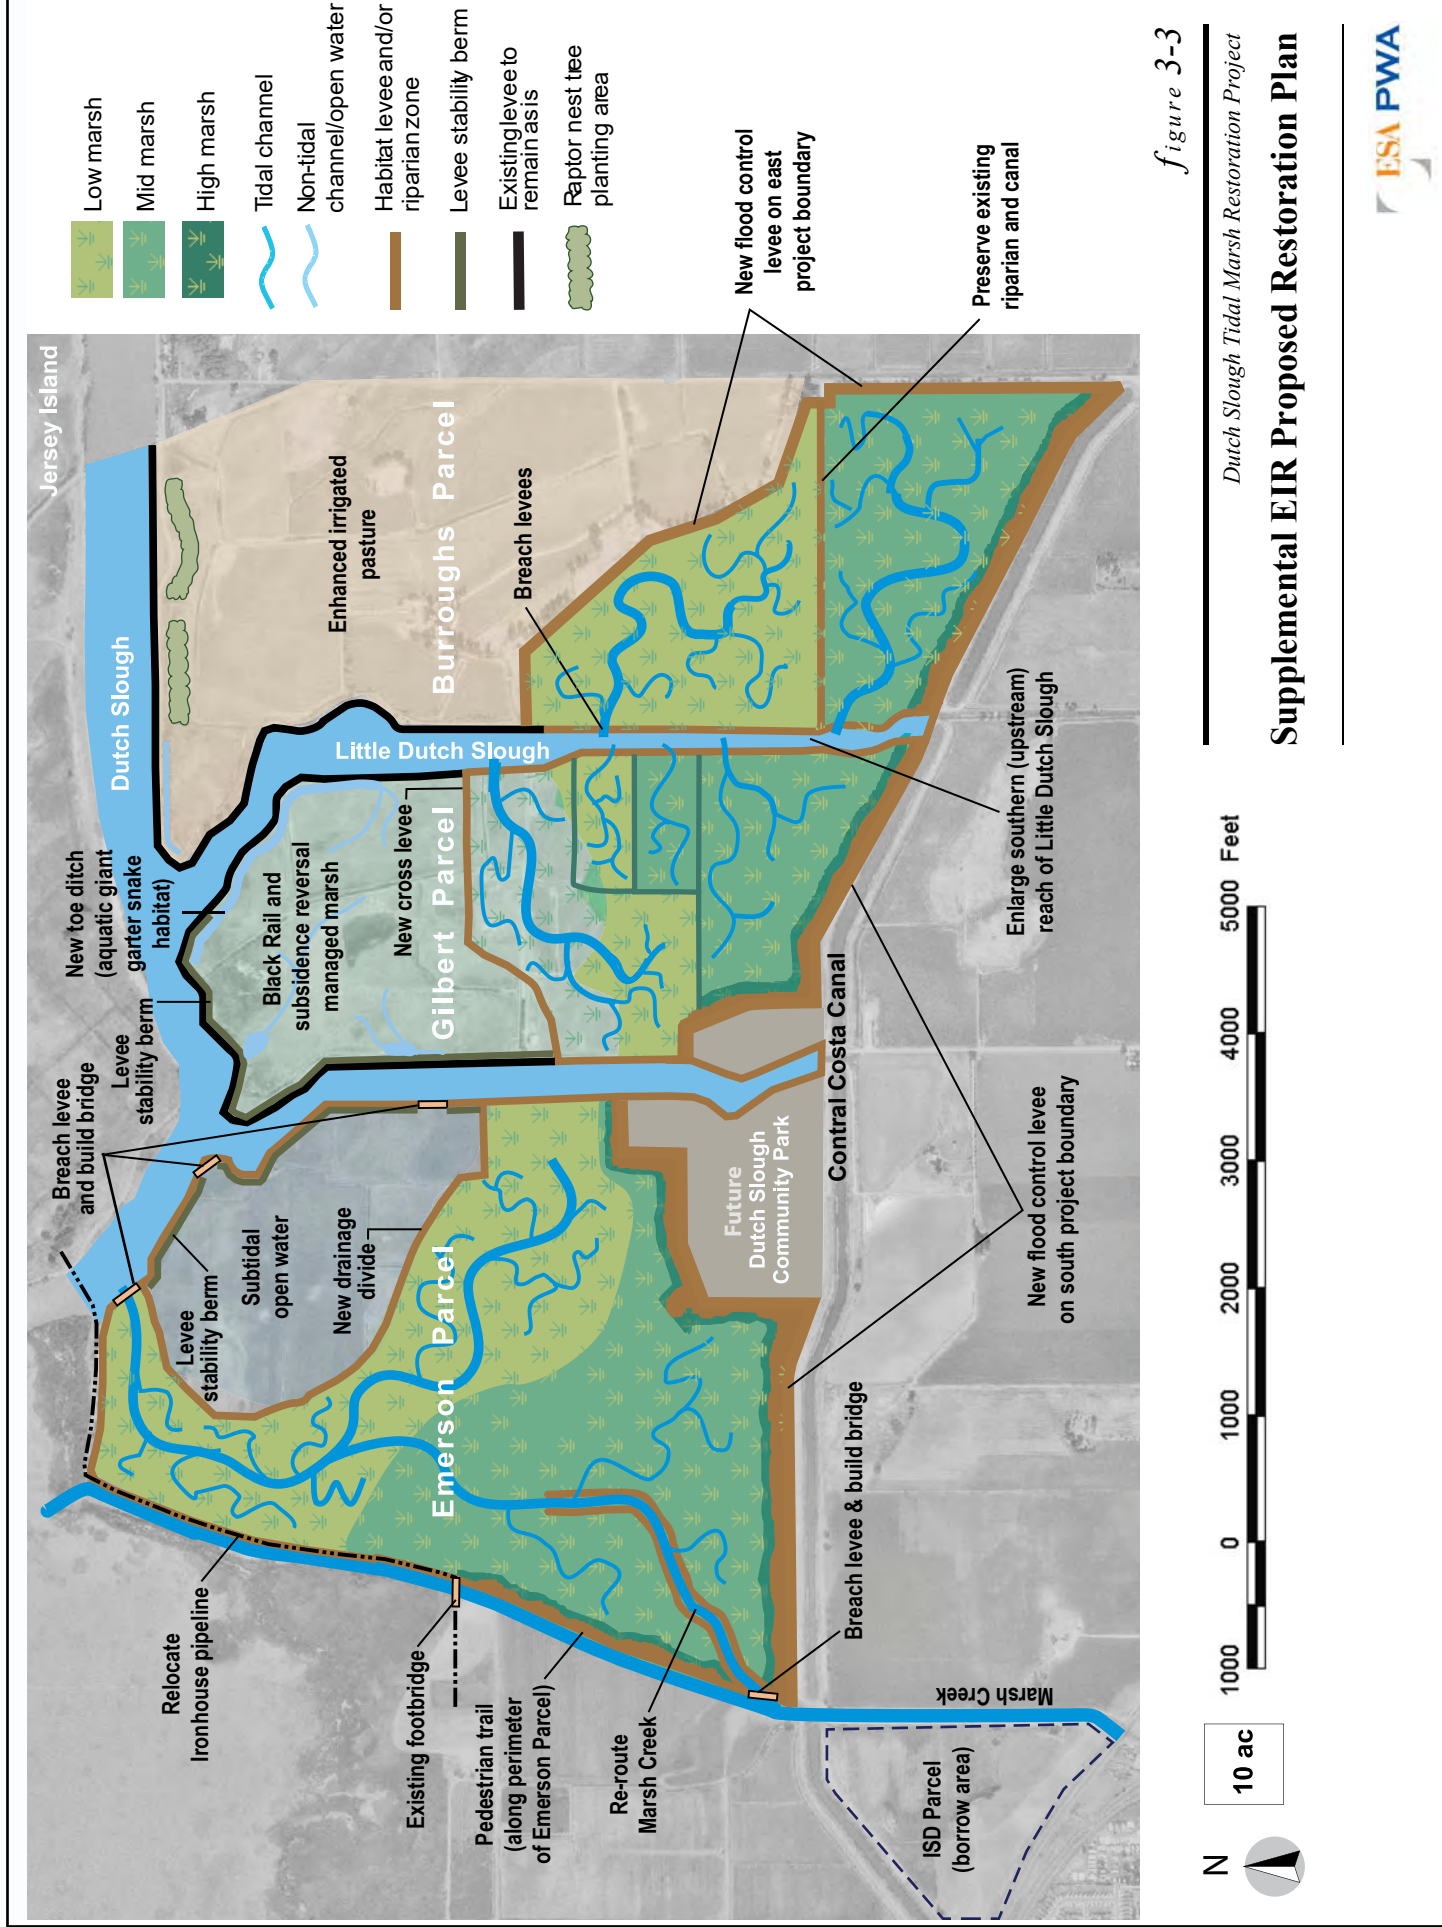 Jersey Island
Dutch Slough
Low marsh
Mid marsh
High marsh
Tidal channel
Non-tidal
channel/open water
Habitat levee and/or
riparian zone
Levee stability berm
Existing levee to
remain as is
Raptor nest tree
planting area
Breach levee
and build bridge
Levee
stability berm
New toe ditch
(aquatic giant
garter snake
habitat)
Enhanced irrigated
pasture
Burroughs Parcel
Little Dutch Slough
Breach levees
Black Rail and
subsidence reversal
managed marsh
New cross levee
Gilbert Parcel
Levee
stability berm
Subtidal
open water
New drainage
divide
Emerson Parcel
Relocate
Ironhouse pipeline
Existing footbridge
Pedestrian trail
(along perimeter
of Emerson Parcel)
Re-route
Marsh Creek
Breach levee & build bridge
Marsh Creek
ISD Parcel
(borrow area)
Future
Dutch Slough
Community Park
Contral Costa Canal
New flood control levee
on south project boundary
Enlarge southern (upstream)
reach of Little Dutch Slough
New flood control
levee on east
project boundary
Preserve existing
riparian and canal
N
10 ac
1000
0
1000
2000
3000
4000
5000 Feet
figure 3-3
Dutch Slough Tidal Marsh Restoration Project
Supplemental EIR Proposed Restoration Plan
ESA PWA